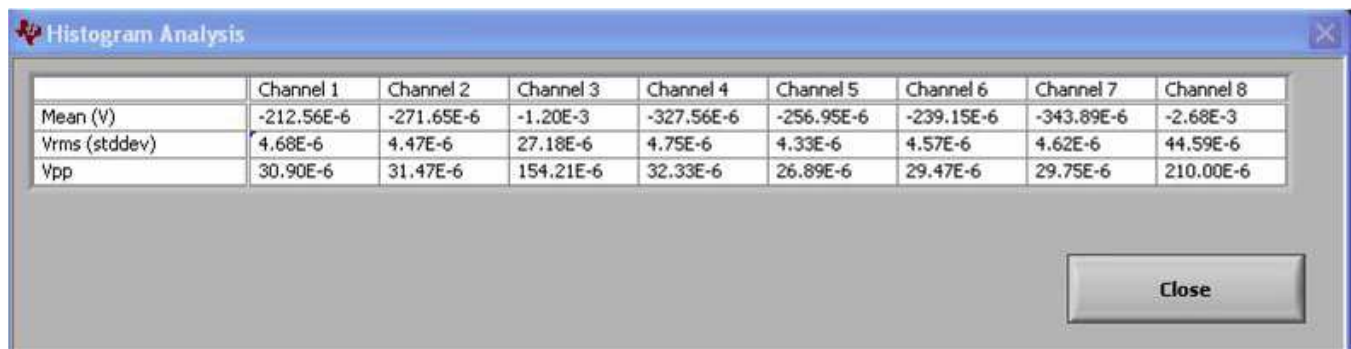 Histogram Analysis
Channel 1 Channel 2 Channel 3 Channel 4 Channel 5 Channel 6 Channel 7 Channel 8
Mean (V) -212.56E-6 -271.65E-6 -1.20E-3 -327.56E-6 -256.95E-6 -239.15E-6 -343.89E-6 -2.68E-3
Vrms (stddev) 4.68E-6 4.47E-6 27.18E-6 4.75E-6 4.33E-6 4.57E-6 4.62E-6 44.59E-6
Vpp 30.90E-6 31.47E-6 154.21E-6 32.33E-6 26.89E-6 29.47E-6 29.75E-6 210.00E-6
Close